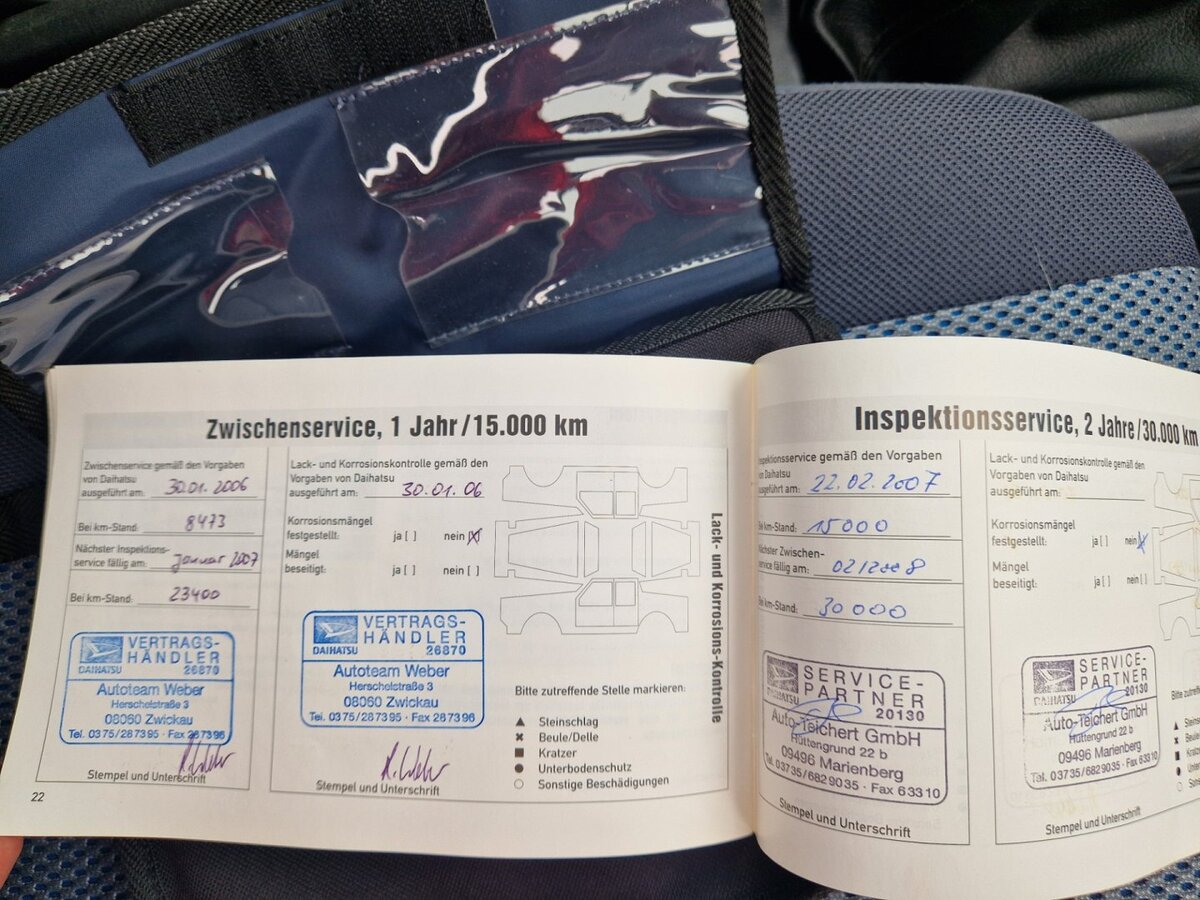 Zwischenservice, 1 Jahr/15.000 km
Zwischenservice gemäß den Vorgaben
von Daihatsu
ausgeführt am: 30.01.2006
Bei km-Stand: 8473
Nächster Inspektions-
service fällig am: Januar 2007
Bei km-Stand: 23400
VERTRAGS-
HÄNDLER
DAIHATSU 26870
Autoteam Weber
Herschelstraße 3
08060 Zwickau
Tel. 0375/287395 · Fax 287396
Stempel und Unterschrift
22
Lack- und Korrosionskontrolle gemäß den
Vorgaben von Daihatsu
ausgeführt am: 30.01.06
Korrosionsmängel
festgestellt: ja [ ] nein [X]
Mängel
beseitigt: ja [ ] nein [ ]
VERTRAGS-
HÄNDLER
DAIHATSU 26870
Autoteam Weber
Herschelstraße 3
08060 Zwickau
Tel. 0375/287395 · Fax 287396
Stempel und Unterschrift
Bitte zutreffende Stelle markieren:
▲ Steinschlag
✖ Beule/Delle
■ Kratzer
● Unterbodenschutz
○ Sonstige Beschädigungen
Lack- und Korrosions-Kontrolle
Inspektionsservice, 2 Jahre/30.000 km
Inspektionsservice gemäß den Vorgaben
von Daihatsu
ausgeführt am: 22.02.2007
Bei km-Stand: 15000
Nächster Zwischen-
service fällig am: 02/2008
Bei km-Stand: 30000
SERVICE-
PARTNER
DAIHATSU 20130
Auto-Teichert GmbH
Hüttengrund 22 b
09496 Marienberg
Tel. 03735/6829035 · Fax 63310
Stempel und Unterschrift
Lack- und Korrosionskontrolle gemäß den
Vorgaben von Daihatsu
ausgeführt am:
Korrosionsmängel
festgestellt: ja [ ] nein [X]
Mängel
beseitigt: ja [ ] nein [ ]
SERVICE-
PARTNER
DAIHATSU 20130
Auto-Teichert GmbH
Hüttengrund 22 b
09496 Marienberg
Tel. 03735/6829035 · Fax 63310
Stempel und Unterschrift
Bitte